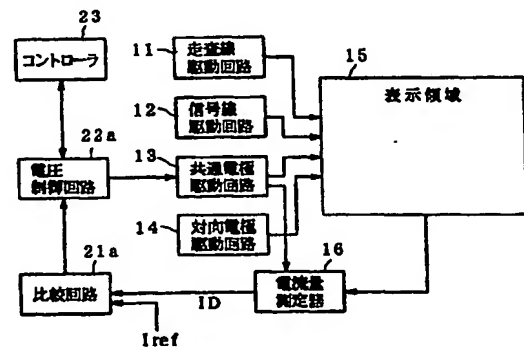 23
コントローラ
22a
電圧
制御回路
21a
比較回路
Iref
ID
11
走査線
駆動回路
12
信号線
駆動回路
13
共通電極
駆動回路
14
対向電極
駆動回路
15
表示領域
16
電流量
測定器